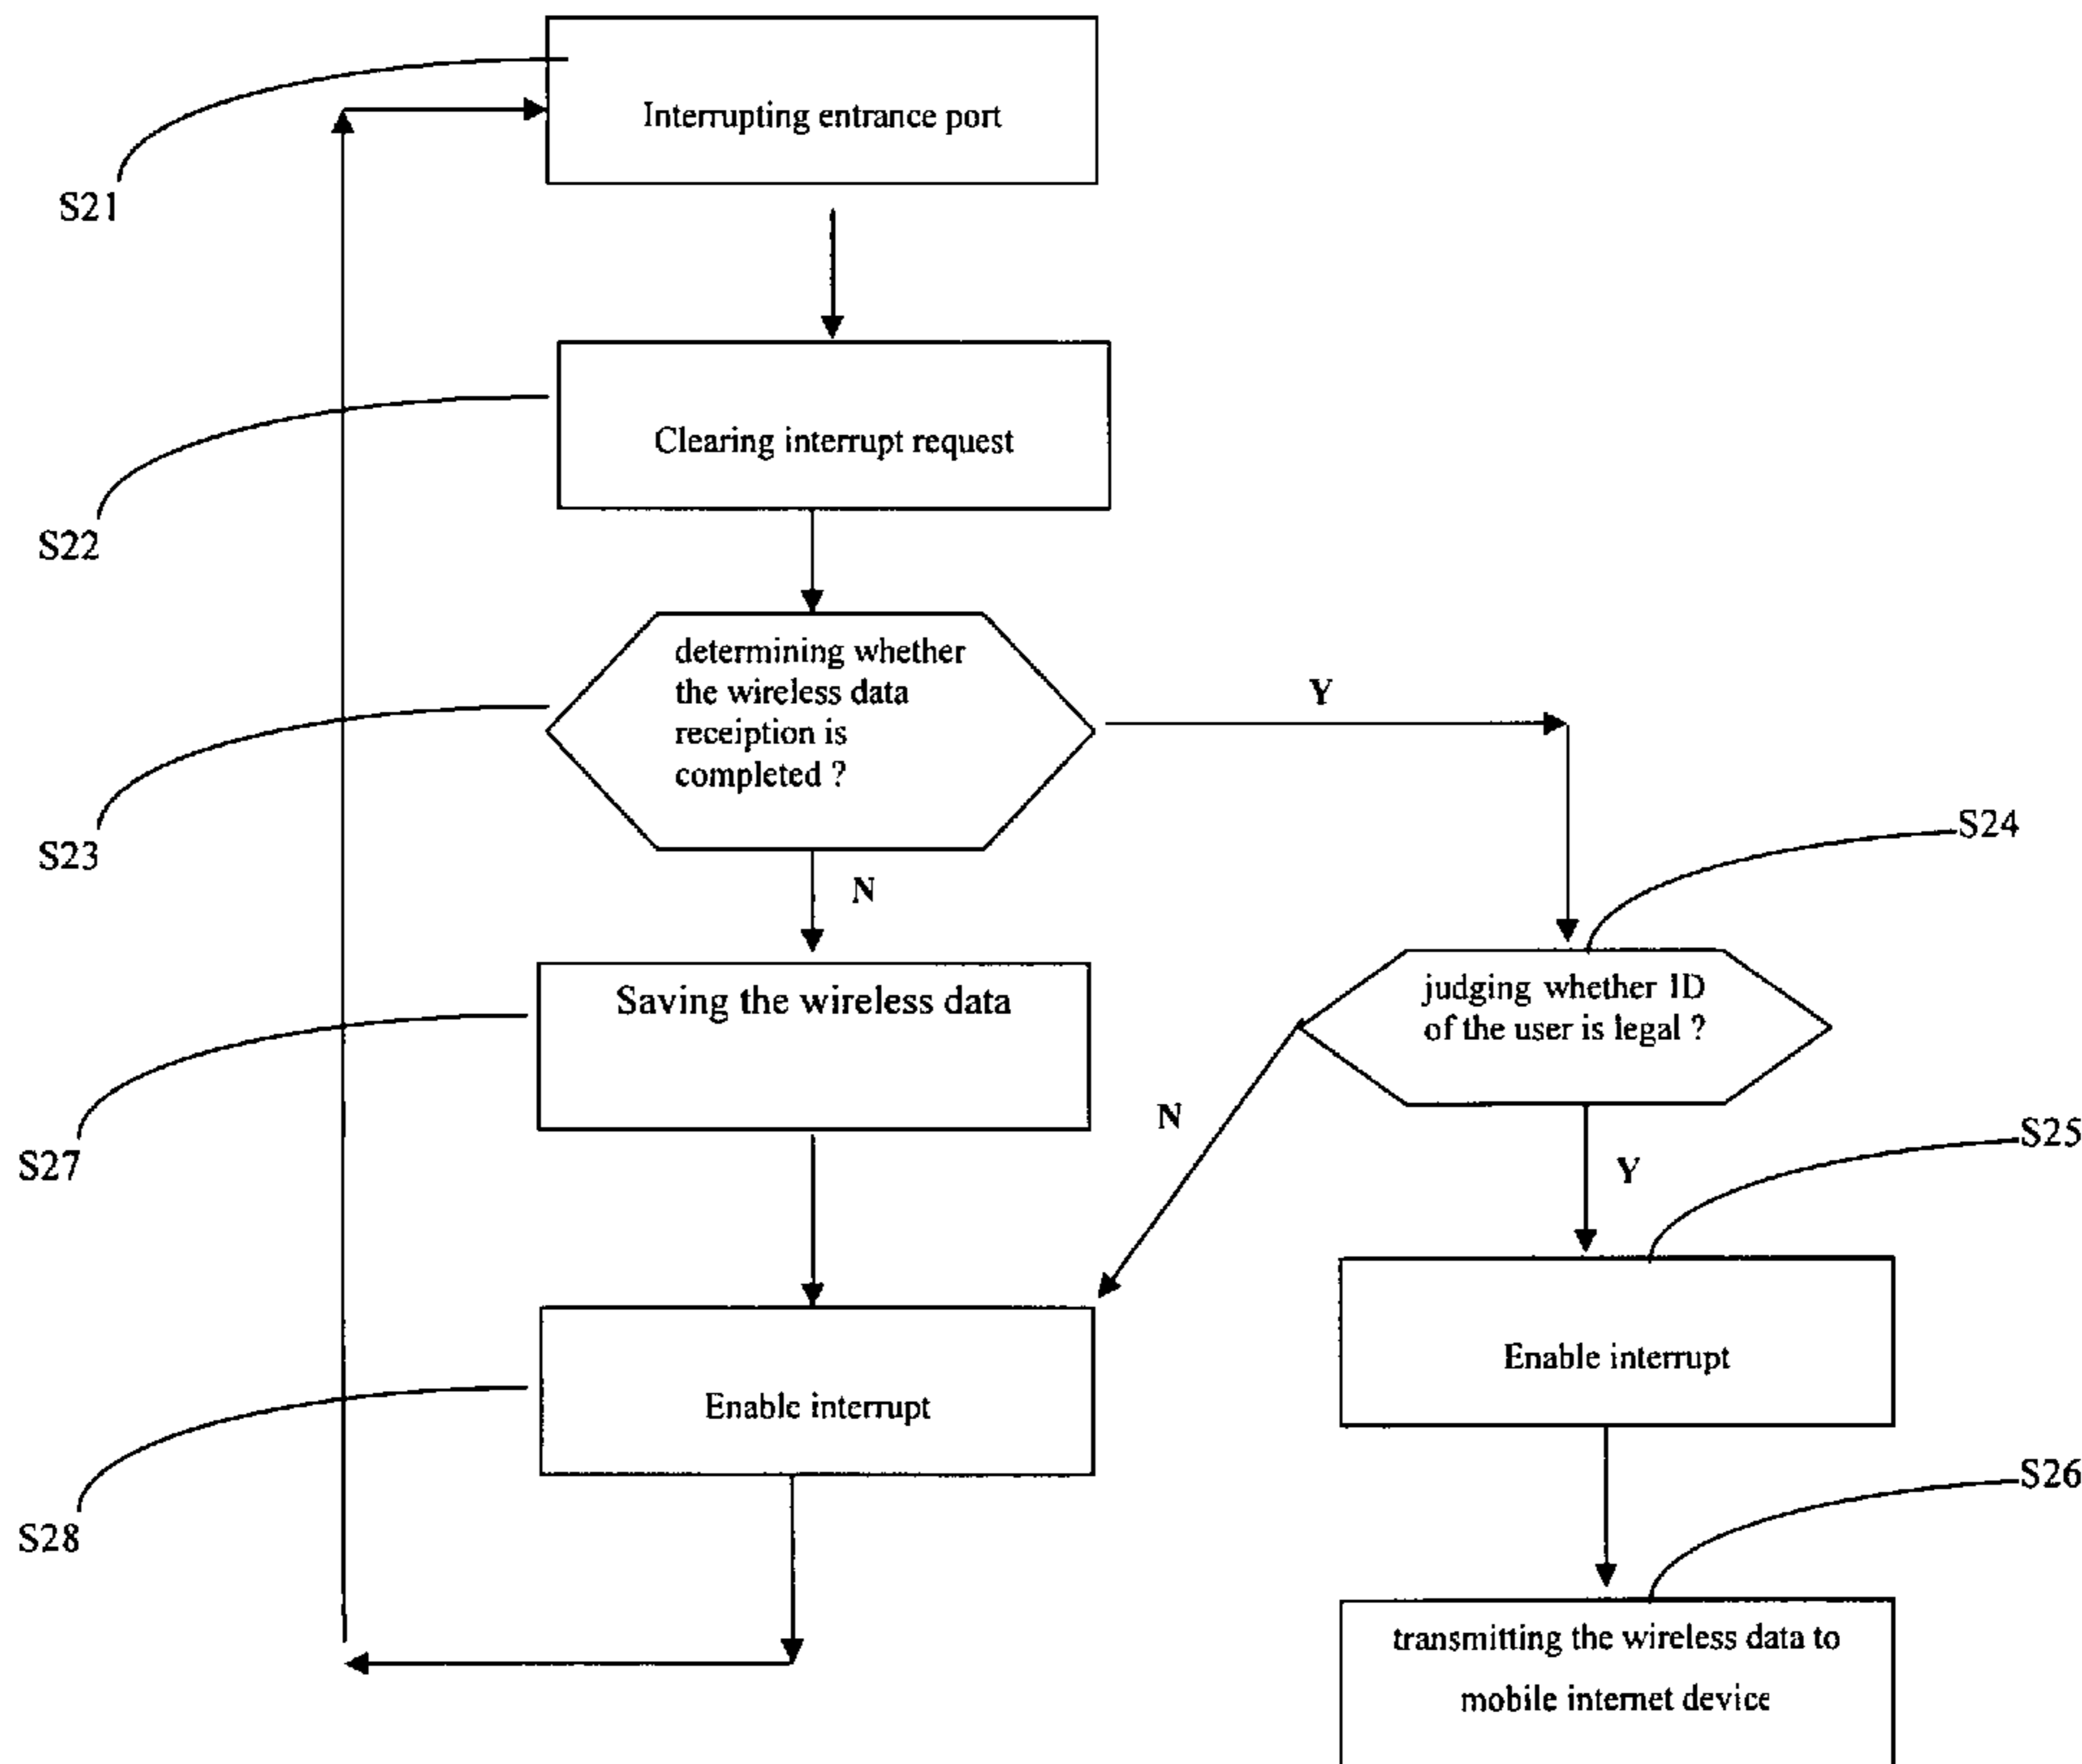 Interrupting entrance port
S21
Clearing interrupt request
S22
determining whether
the wireless data
receiption is
completed ?
Y
S23
S24
N
Saving the wireless data
judging whether ID
of the user is legal ?
N
S27
Y
S25
Enable interrupt
Enable interrupt
S28
S26
transmitting the wireless data to
mobile internet device